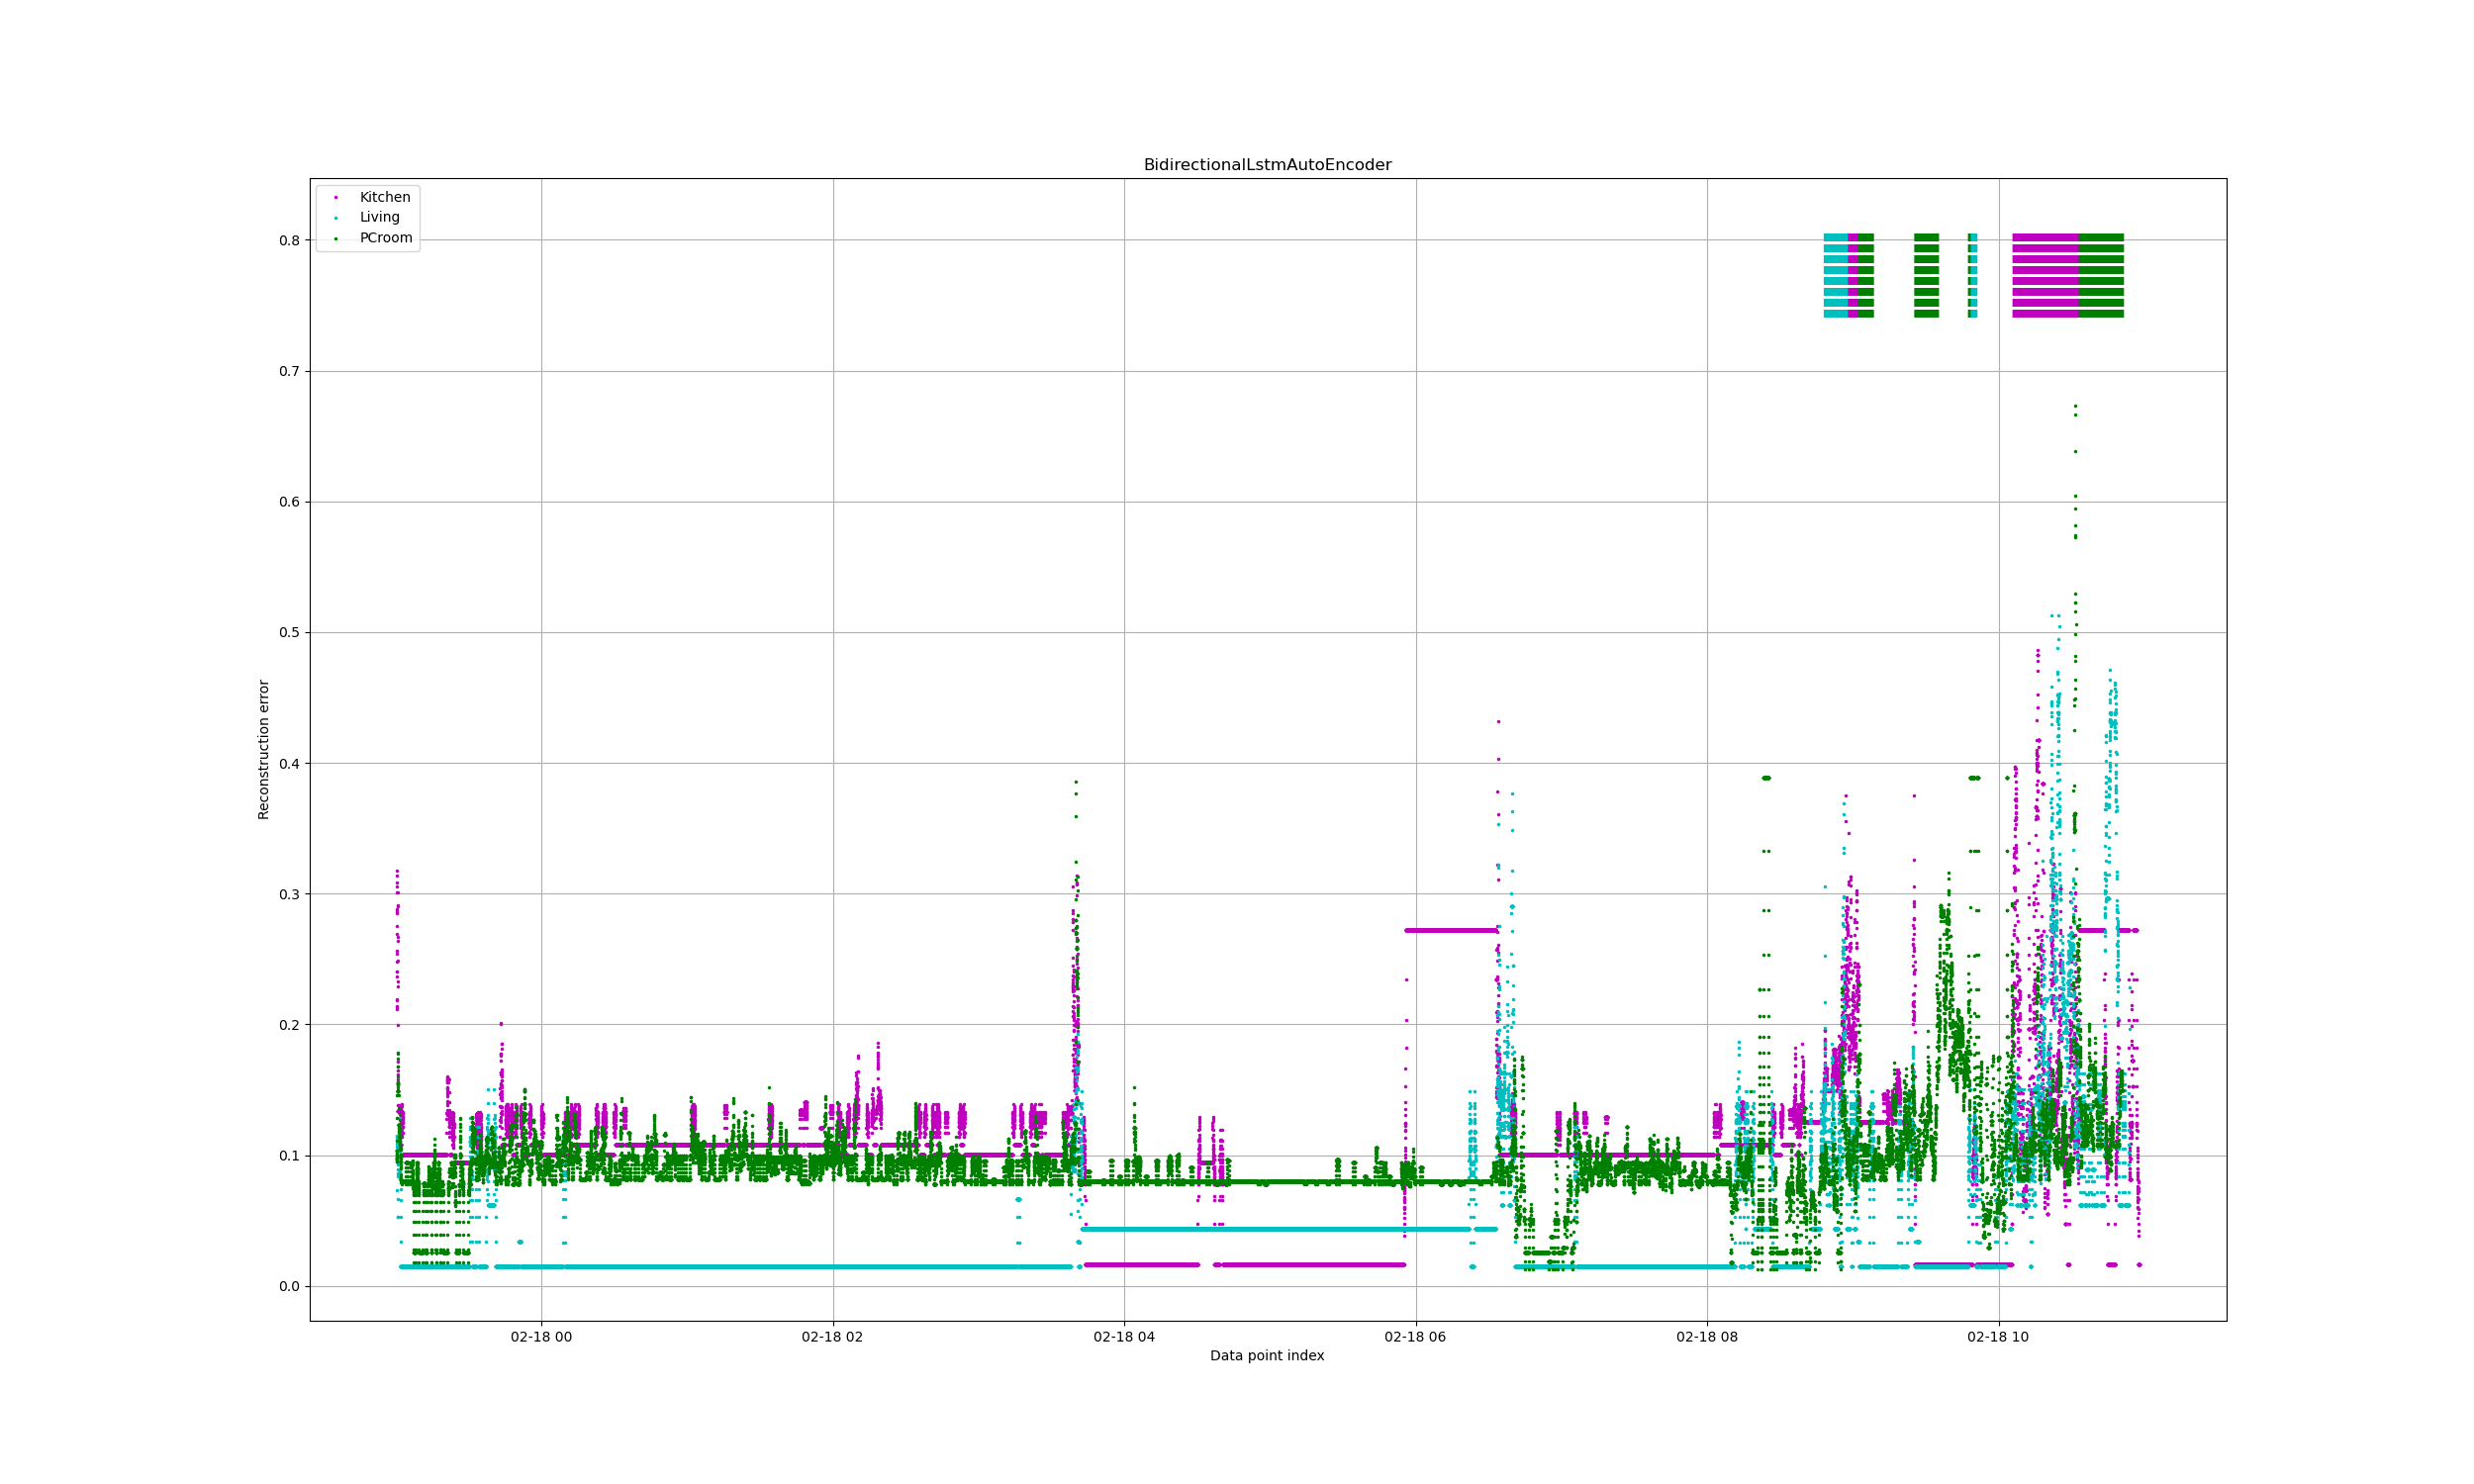 BidirectionalLstmAutoEncoder
Kitchen
Living
PCroom
0.8
0.7
0.6
0.5
0.4
0.3
0.2
0.1
0.0
Reconstruction error
02-18 00 02-18 02 02-18 04 02-18 06 02-18 08 02-18 10
Data point index